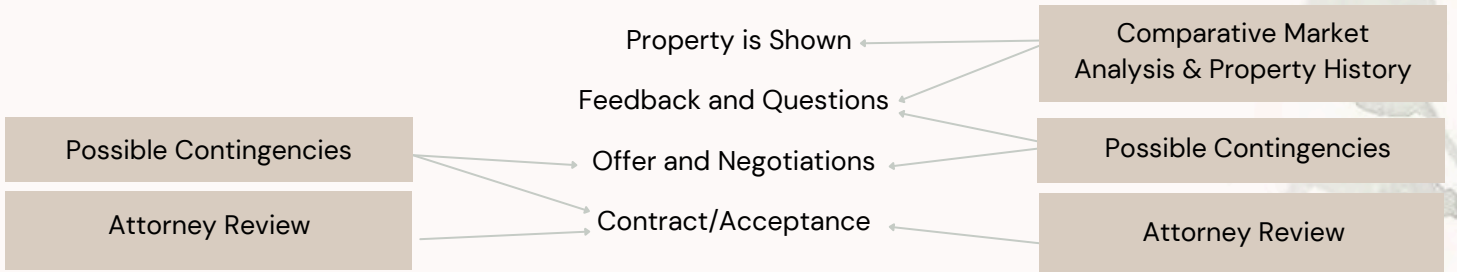 Property is Shown
Comparative Market
Analysis & Property History
Feedback and Questions
Possible Contingencies
Offer and Negotiations
Possible Contingencies
Attorney Review
Contract/Acceptance
Attorney Review